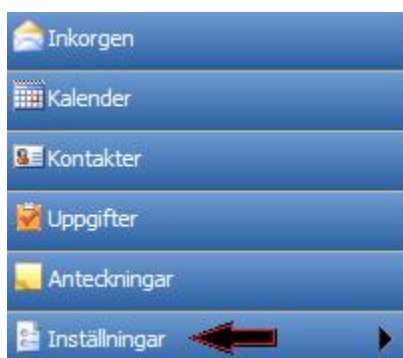 Inkorgen
Kalender
Kontakter
Uppgifter
Anteckningar
Inställningar